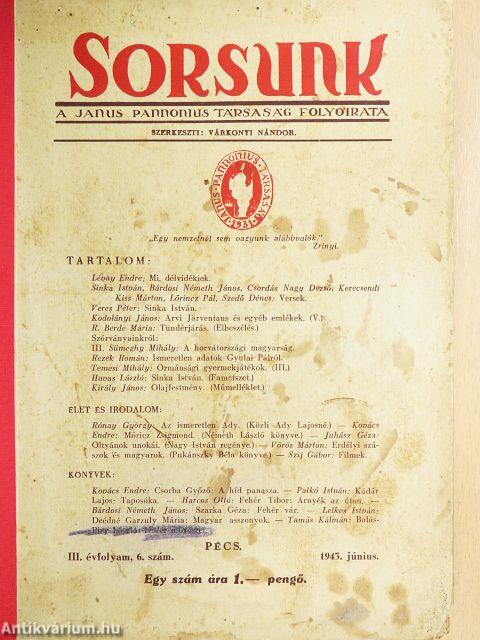 SORSUNK
A JANUS PANNONIUS TÁRSASÁG FOLYÓIRATA
SZERKESZTI: VÁRKONYI NÁNDOR.
JANUS · PANNONIUS · TÁRSASÁG
1931
„Egy nemzetnél sem vagyunk alábbvalók.”
Zrinyi.
TARTALOM:
Lévay Endre: Mi, délvidékiek.
Sinka István, Bárdosi Németh János, Csordás Nagy Dezső, Kerecsendi
Kiss Márton, Lőrincz Pál, Szedő Dénes: Versek.
Veres Péter: Sinka István.
Kodolányi János: Arvi Järventaus és egyéb emlékek. (V.)
R. Berde Mária: Tündérjárás. (Elbeszélés.)
Szórványainkról:
III. Sümeghy Mihály: A horvátországi magyarság.
Rezek Román: Ismeretlen adatok Gyulai Pálról.
Temesi Mihály: Ormánsági gyermekjátékok. (III.)
Havas László: Sinka István. (Fametszet.)
Király János: Olajfestmény. (Műmelléklet.)
ÉLET ÉS IRODALOM:
Rónay György: Az ismeretlen Ady. (Közli Ady Lajosné.) — Kovács
Endre: Móricz Zsigmond. (Németh László könyve.) — Juhász Géza:
Oltyánok unokái. (Nagy István regénye.) — Vörös Márton: Erdélyi szá-
szok és magyarok. (Pukánszky Béla könyve.) — Szij Gábor: Filmek.
KÖNYVEK:
Kovács Endre: Csorba Győző: A híd panasza. — Palkó István: Kádár
Lajos: Taposóka. — Harcos Ottó: Fehér Tibor: Árnyék az úton. —
Bárdosi Németh János: Szarka Géza: Fehér vár. — Lelkes István:
Deédné Garzuly Mária: Magyar asszonyok. — Tamás Kálmán: Balás-
PÉCS.
III. évfolyam, 6. szám.
1943. június.
Egy szám ára 1.— pengő.
Antikvárium.hu